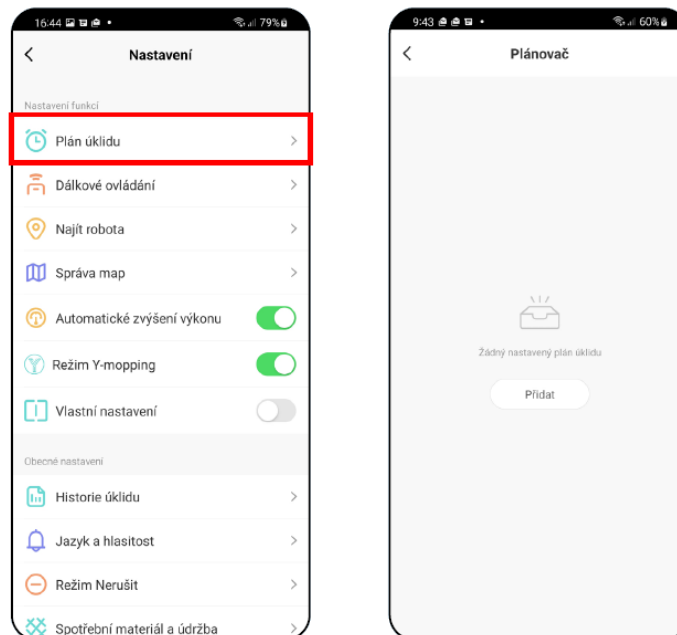 16:44
79%
Nastavení
Nastavení funkcí
Plán úklidu
Dálkové ovládání
Najít robota
Správa map
Automatické zvýšení výkonu
Režim Y-mopping
Vlastní nastavení
Obecné nastavení
Historie úklidu
Jazyk a hlasitost
Režim Nerušit
Spotřební materiál a údržba
9:43
60%
Plánovač
Žádný nastavený plán úklidu
Přidat